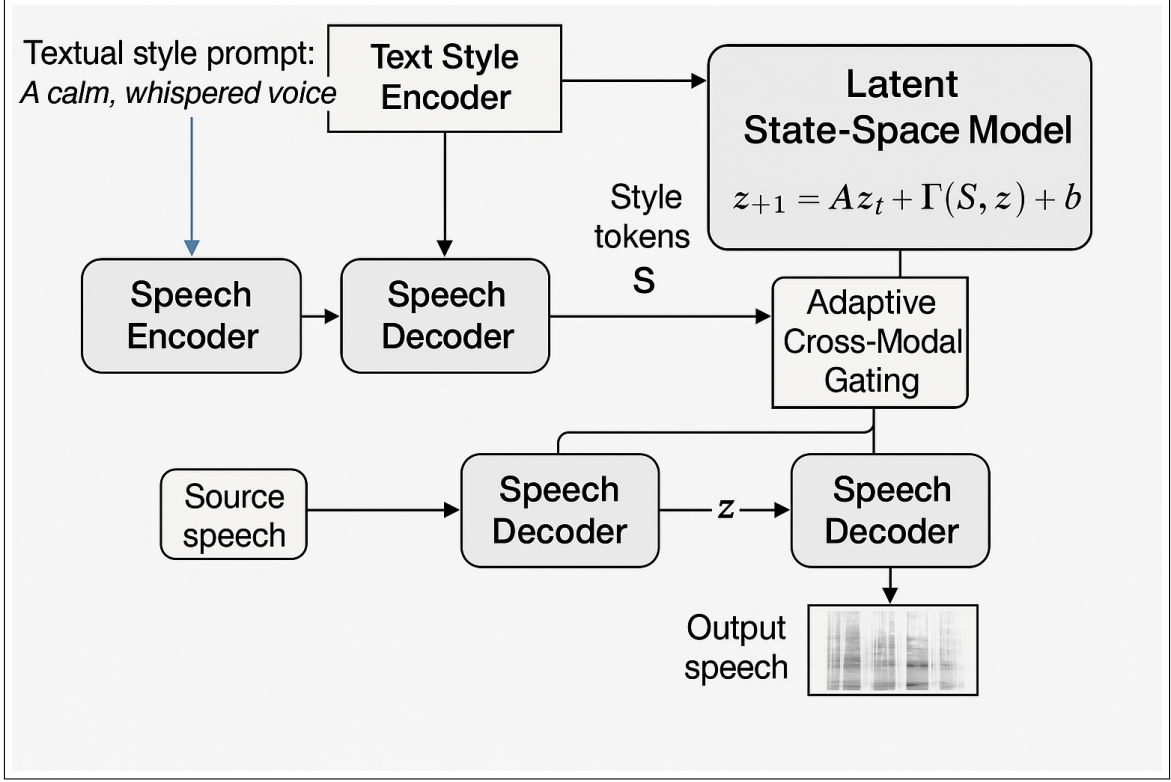 Textual style prompt:
A calm, whispered voice
Text Style
Encoder
Latent
State-Space Model
z₊₁ = Azₜ + Γ(S, z) + b
Style
tokens
S
Speech
Encoder
Speech
Decoder
Adaptive
Cross-Modal
Gating
Source
speech
Speech
Decoder
z
Speech
Decoder
Output
speech